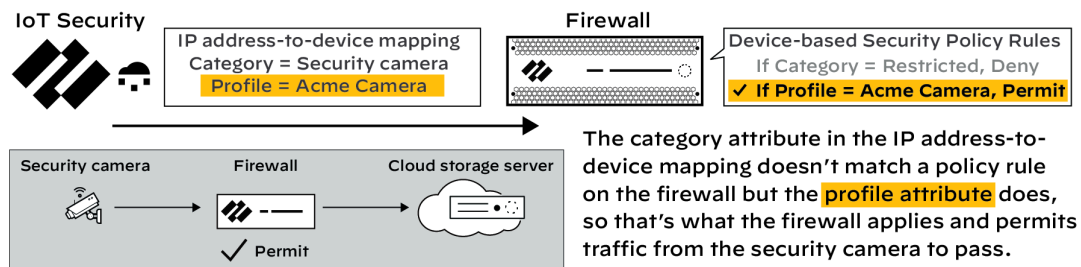 IoT Security
IP address-to-device mapping
Category = Security camera
Profile = Acme Camera
Firewall
Device-based Security Policy Rules
If Category = Restricted, Deny
✓ If Profile = Acme Camera, Permit
Security camera
Firewall
Cloud storage server
Permit
The category attribute in the IP address-to-
device mapping doesn’t match a policy rule
on the firewall but the profile attribute does,
so that’s what the firewall applies and permits
traffic from the security camera to pass.